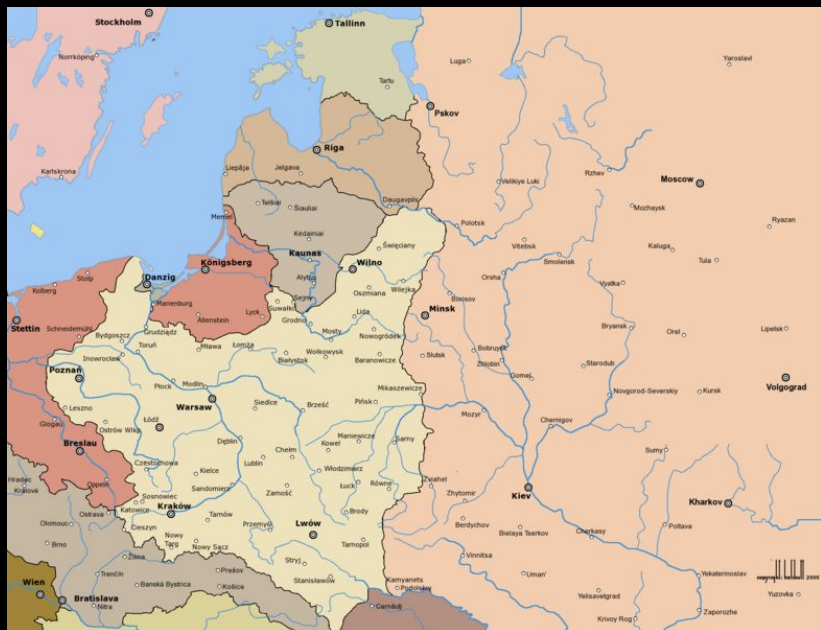 Stockholm
Tallinn
Norrköping
Luga
Yaroslavl
Tartu
Pskov
Riga
Liepāja
Jelgava
Karlskrona
Velikiye Luki
Rzhev
Moscow
Daugavpils
Telšiai
Šiauliai
Memel
Mozhaysk
Polotsk
Ryazan
Kėdainiai
Święciany
Vitebsk
Kaluga
Kaunas
Smolensk
Tula
Königsberg
Wilno
Danzig
Stolp
Orsha
Alytus
Kolberg
Oszmiana
Wilejka
Vyatka
Marienburg
Sejny
Borisov
Suwałki
Stettin
Allenstein
Lyck
Lida
Minsk
Grodno
Schneidemühl
Grudziądz
Bryansk
Lipetsk
Bydgoszcz
Mosty
Nowogródek
Orel
Toruń
Mława
Łomża
Bobruysk
Inowrocław
Białystok
Wołkowysk
Baranowicze
Slutsk
Zhlobin
Starodub
Poznań
Gomel
Volgograd
Płock
Modlin
Mikaszewicze
Novgorod-Severskiy
Kursk
Warsaw
Siedlce
Brześć
Pińsk
Leszno
Mozyr
Łódź
Glogau
Ostrów Wlkp
Chernigov
Dęblin
Maniewicze
Sarny
Breslau
Chełm
Kowel
Sumy
Częstochowa
Lublin
Kielce
Włodzimierz
Zviahel
Hradec
Králové
Oppeln
Sandomierz
Zamość
Łuck
Równe
Kiev
Sosnowiec
Zhytomir
Katowice
Kharkov
Ostrava
Kraków
Tarnów
Brody
Olomouc
Cieszyn
Przemyśl
Lwów
Berdychov
Bielaya Tserkov
Cherkasy
Poltava
Brno
Nowy
Targ
Nowy Sącz
Tarnopol
Žilina
Vinnitsa
Stryj
Trenčín
Prešov
Uman'
Yekaterinoslav
Wien
Banská Bystrica
Košice
Stanisławów
Kamyanets
Podolskiy
Bratislava
Yelisavetgrad
Yuzovka
Nitra
Cernăuţi
Krivoy Rog
Zaporozhe